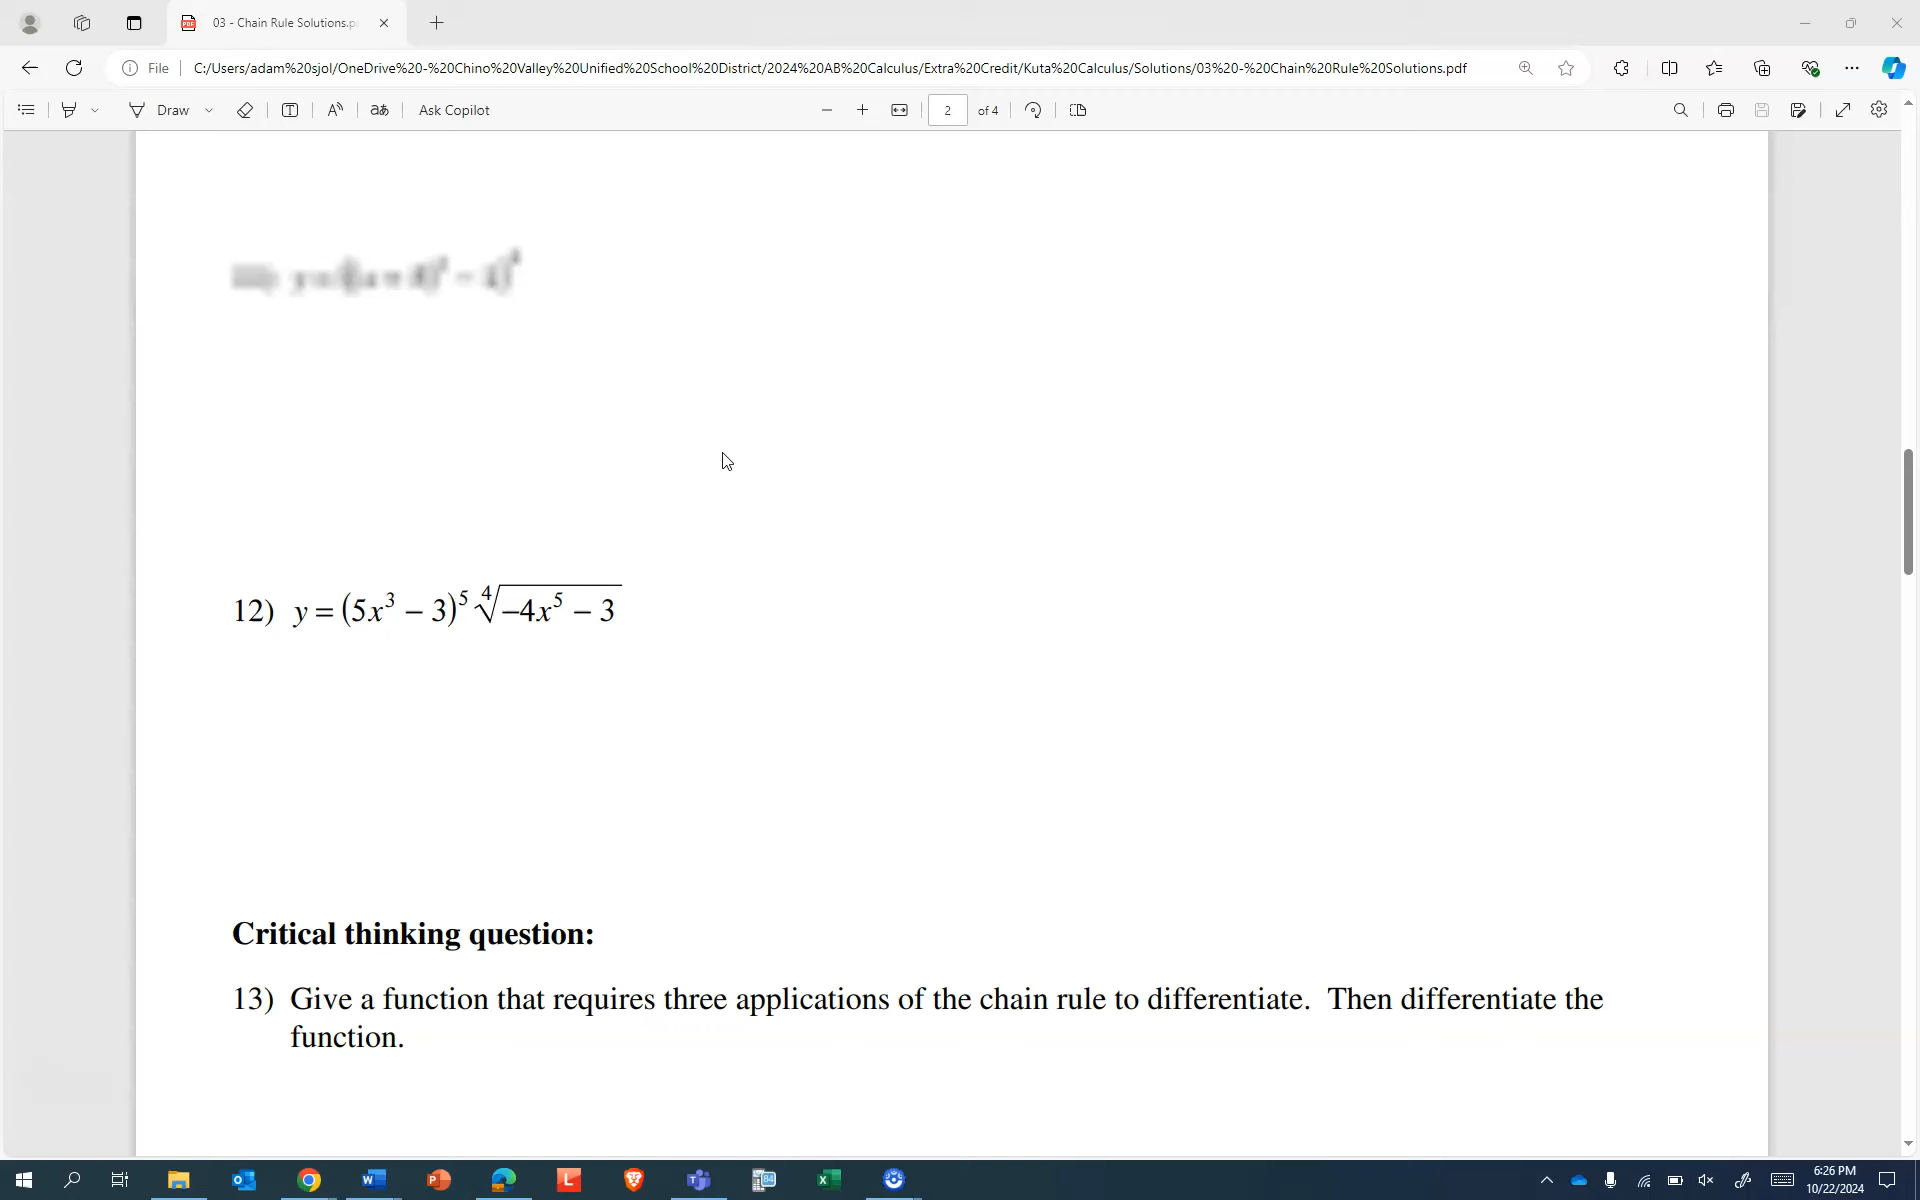 03 - Chain Rule Solutions.p
File
C:/Users/adam%20sjol/OneDrive%20-%20Chino%20Valley%20Unified%20School%20District/2024%20AB%20Calculus/Extra%20Credit/Kuta%20Calculus/Solutions/03%20-%20Chain%20Rule%20Solutions.pdf
Draw
Ask Copilot
2 of 4
12) y = (5x³ − 3)⁵ ∜(−4x⁵ − 3)
Critical thinking question:
13) Give a function that requires three applications of the chain rule to differentiate. Then differentiate the
function.
6:26 PM
10/22/2024